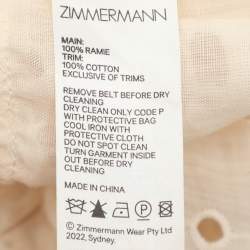 ZIMMERMANN
MAIN:
100% RAMIE
TRIM:
100% COTTON
EXCLUSIVE OF TRIMS
REMOVE BELT BEFORE DRY
CLEANING
DRY CLEAN ONLY CODE P
WITH PROTECTIVE BAG
COOL IRON WITH
PROTECTIVE CLOTH
DO NOT SPOT CLEAN
TURN GARMENT INSIDE
OUT BEFORE DRY
CLEANING
MADE IN CHINA
P
© Zimmermann Wear Pty Ltd
2022, Sydney.